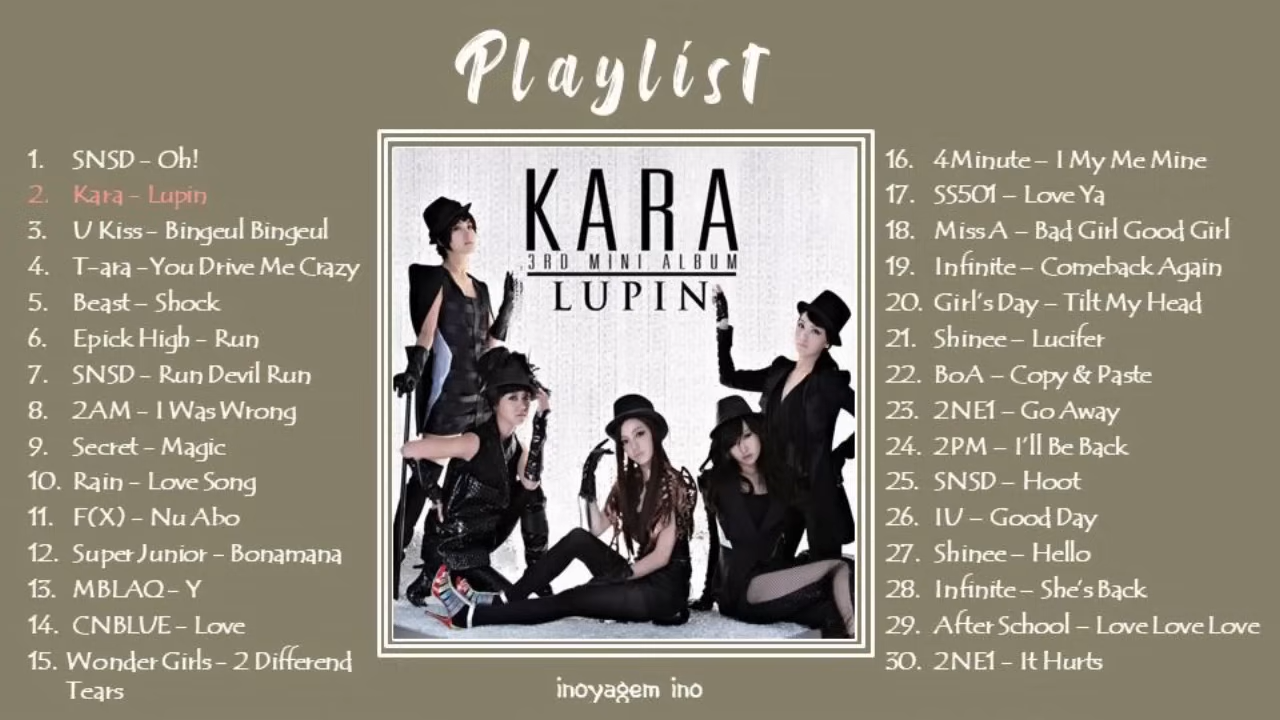 Playlist
1. SNSD – Oh!
2. Kara – Lupin
3. U Kiss – Bingeul Bingeul
4. T-ara –You Drive Me Crazy
5. Beast – Shock
6. Epick High – Run
7. SNSD – Run Devil Run
8. 2AM – I Was Wrong
9. Secret – Magic
10. Rain – Love Song
11. F(X) – Nu Abo
12. Super Junior – Bonamana
13. MBLAQ – Y
14. CNBLUE – Love
15. Wonder Girls – 2 Differend
Tears
KARA
3RD MINI ALBUM
LUPIN
inoyagem ino
16. 4Minute – I My Me Mine
17. SS501 – Love Ya
18. Miss A – Bad Girl Good Girl
19. Infinite – Comeback Again
20. Girl's Day – Tilt My Head
21. Shinee – Lucifer
22. BoA – Copy & Paste
23. 2NE1 – Go Away
24. 2PM – I'll Be Back
25. SNSD – Hoot
26. IU – Good Day
27. Shinee – Hello
28. Infinite – She's Back
29. After School – Love Love Love
30. 2NE1 – It Hurts